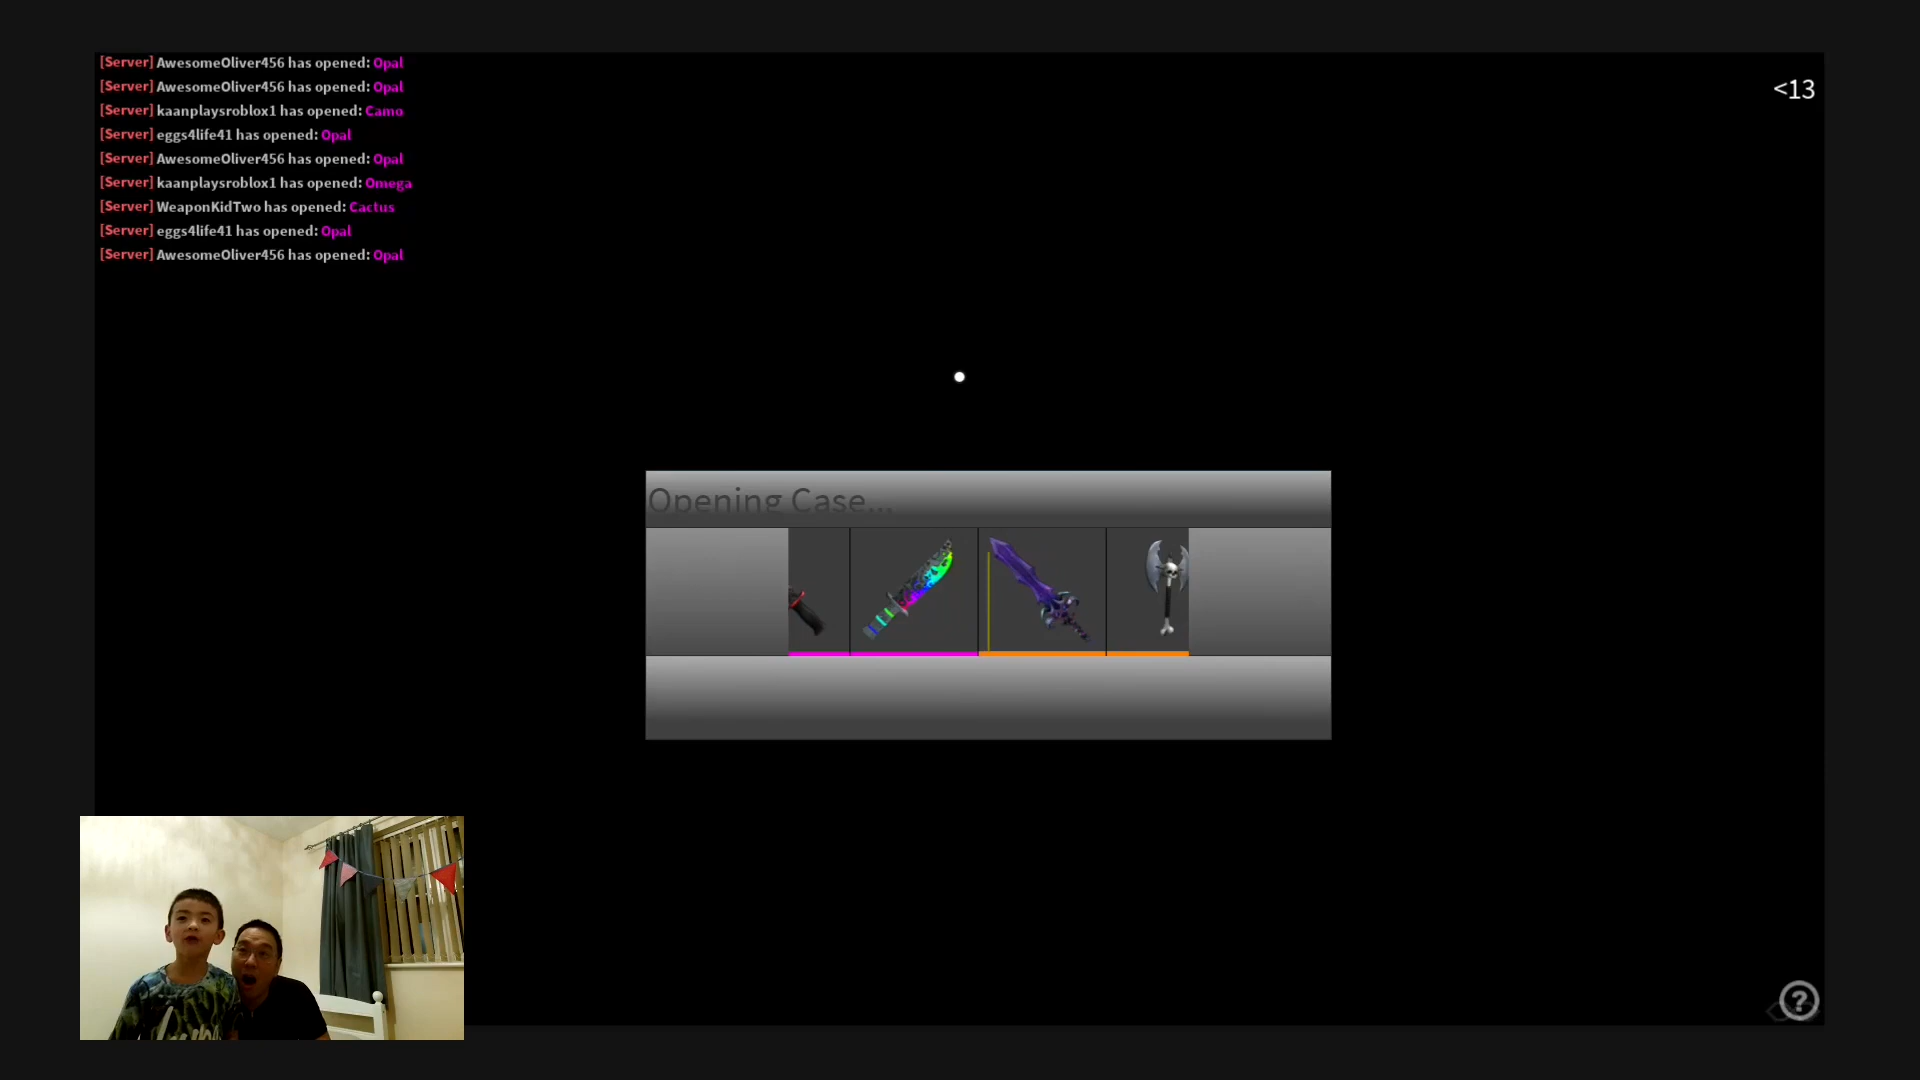 [Server] AwesomeOliver456 has opened: Opal
[Server] AwesomeOliver456 has opened: Opal
[Server] kaanplaysroblox1 has opened: Camo
[Server] eggs4life41 has opened: Opal
[Server] AwesomeOliver456 has opened: Opal
[Server] kaanplaysroblox1 has opened: Omega
[Server] WeaponKidTwo has opened: Cactus
[Server] eggs4life41 has opened: Opal
[Server] AwesomeOliver456 has opened: Opal
<13
Opening Case...
?